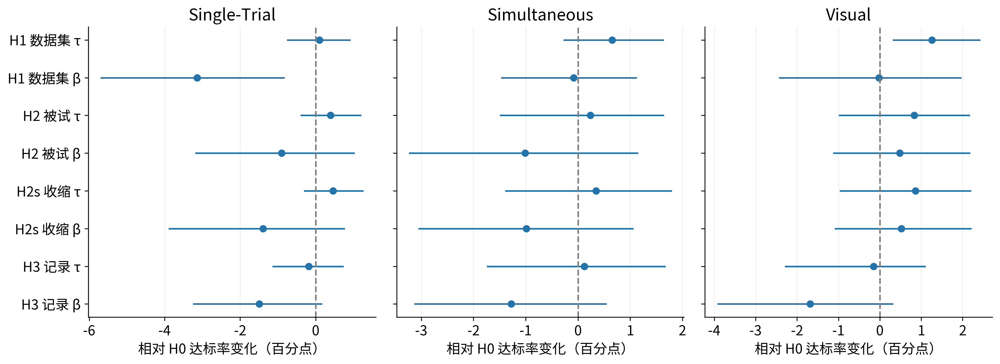 Single-Trial
Simultaneous
Visual
H1 数据集 τ
H1 数据集 β
H2 被试 τ
H2 被试 β
H2s 收缩 τ
H2s 收缩 β
H3 记录 τ
H3 记录 β
-6 -4 -2 0
-3 -2 -1 0 1 2
-4 -3 -2 -1 0 1 2
相对 H0 达标率变化（百分点）
相对 H0 达标率变化（百分点）
相对 H0 达标率变化（百分点）